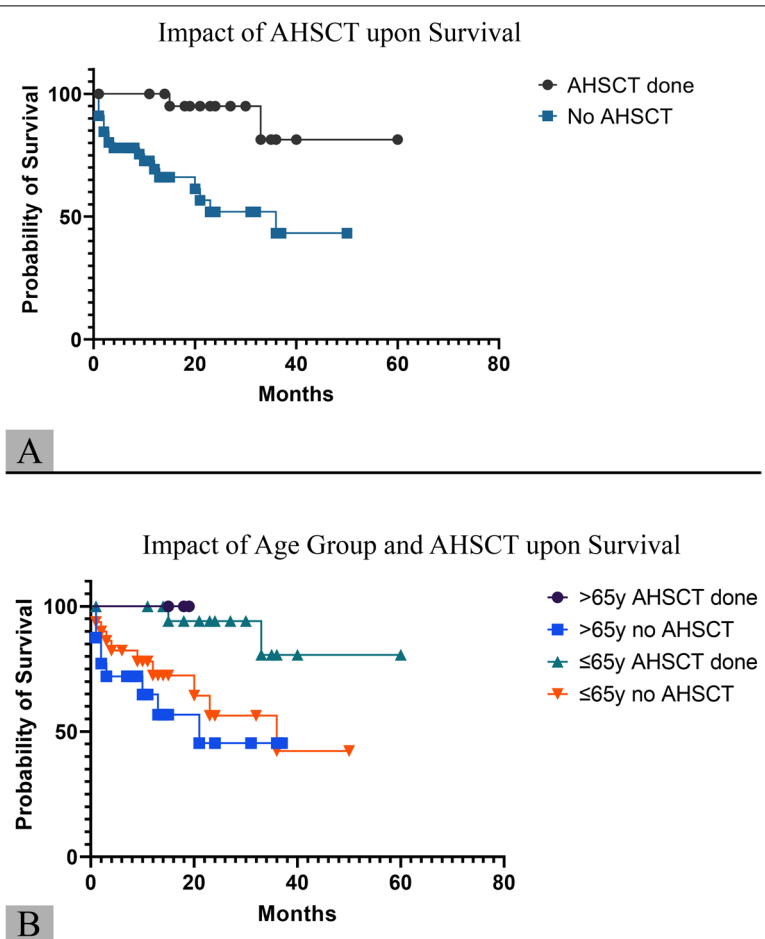 Impact of AHSCT upon Survival
Probability of Survival
100
50
0
0 20 40 60 80
Months
AHSCT done
No AHSCT
A
Impact of Age Group and AHSCT upon Survival
Probability of Survival
100
50
0
0 20 40 60 80
Months
>65y AHSCT done
>65y no AHSCT
≤65y AHSCT done
≤65y no AHSCT
B